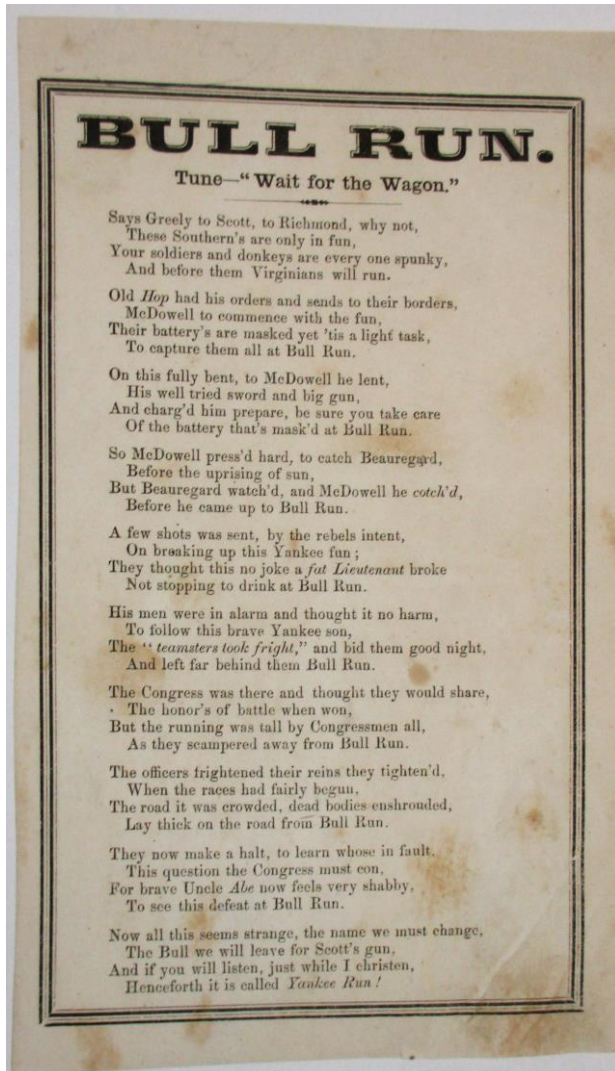 BULL RUN.
Tune—“Wait for the Wagon.”
Says Greely to Scott, to Richmond, why not,
These Southern's are only in fun,
Your soldiers and donkeys are every one spunky,
And before them Virginians will run.
Old Hop had his orders and sends to their borders,
McDowell to commence with the fun,
Their battery's are masked yet 'tis a light task,
To capture them all at Bull Run.
On this fully bent, to McDowell he lent,
His well tried sword and big gun,
And charg'd him prepare, be sure you take care
Of the battery that's mask'd at Bull Run.
So McDowell press'd hard, to catch Beauregard,
Before the uprising of sun,
But Beauregard watch'd, and McDowell he cotch'd,
Before he came up to Bull Run.
A few shots was sent, by the rebels intent,
On breaking up this Yankee fun ;
They thought this no joke a fat Lieutenant broke
Not stopping to drink at Bull Run.
His men were in alarm and thought it no harm,
To follow this brave Yankee son,
The “teamsters took fright,” and bid them good night,
And left far behind them Bull Run.
The Congress was there and thought they would share,
The honor's of battle when won,
But the running was tall by Congressmen all,
As they scampered away from Bull Run.
The officers frightened their reins they tighten'd,
When the races had fairly begun,
The road it was crowded, dead bodies enshrouded,
Lay thick on the road from Bull Run.
They now make a halt, to learn whose in fault,
This question the Congress must con,
For brave Uncle Abe now feels very shabby,
To see this defeat at Bull Run.
Now all this seems strange, the name we must change,
The Bull we will leave for Scott's gun,
And if you will listen, just while I christen,
Henceforth it is called Yankee Run !